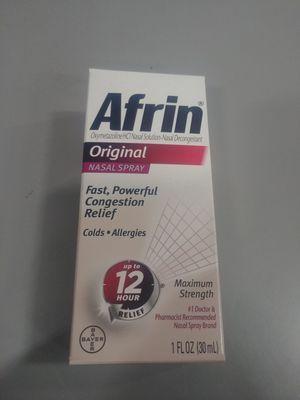 Afrin®
Oxymetazoline HCl Nasal Solution-Nasal Decongestant
Original
NASAL SPRAY
Fast, Powerful
Congestion
Relief
Colds • Allergies
up to
12
HOUR
RELIEF
Maximum
Strength
#1 Doctor &
Pharmacist Recommended
Nasal Spray Brand
BAYER
BAYER
1 FL OZ (30 mL)